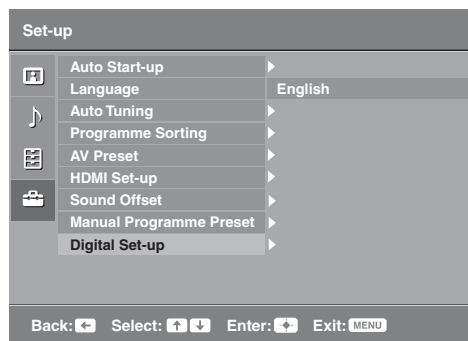 Set-up
Auto Start-up
Language English
Auto Tuning
Programme Sorting
AV Preset
HDMI Set-up
Sound Offset
Manual Programme Preset
Digital Set-up
Back: Select: Enter: Exit: MENU